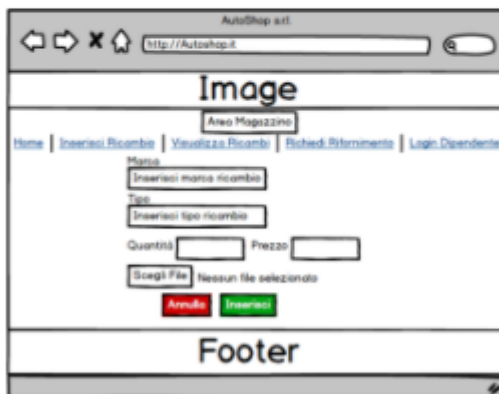 AutoShop s.r.l.
http://Autoshop.it
Image
Area Magazzino
Home | Inserisci Ricambio | Visualizza Ricambi | Richiedi Rifornimento | Login Dipendente
Marca
Inserisci marca ricambio
Tipo
Inserisci tipo ricambio
Quantità Prezzo
Scegli File Nessun file selezionato
Annulla Inserisci
Footer